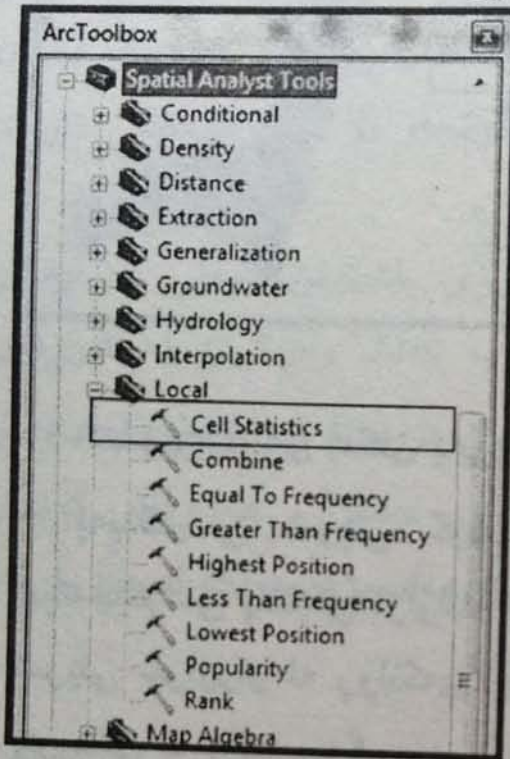 ArcToolbox
Spatial Analyst Tools
Conditional
Density
Distance
Extraction
Generalization
Groundwater
Hydrology
Interpolation
Local
Cell Statistics
Combine
Equal To Frequency
Greater Than Frequency
Highest Position
Less Than Frequency
Lowest Position
Popularity
Rank
Map Algebra